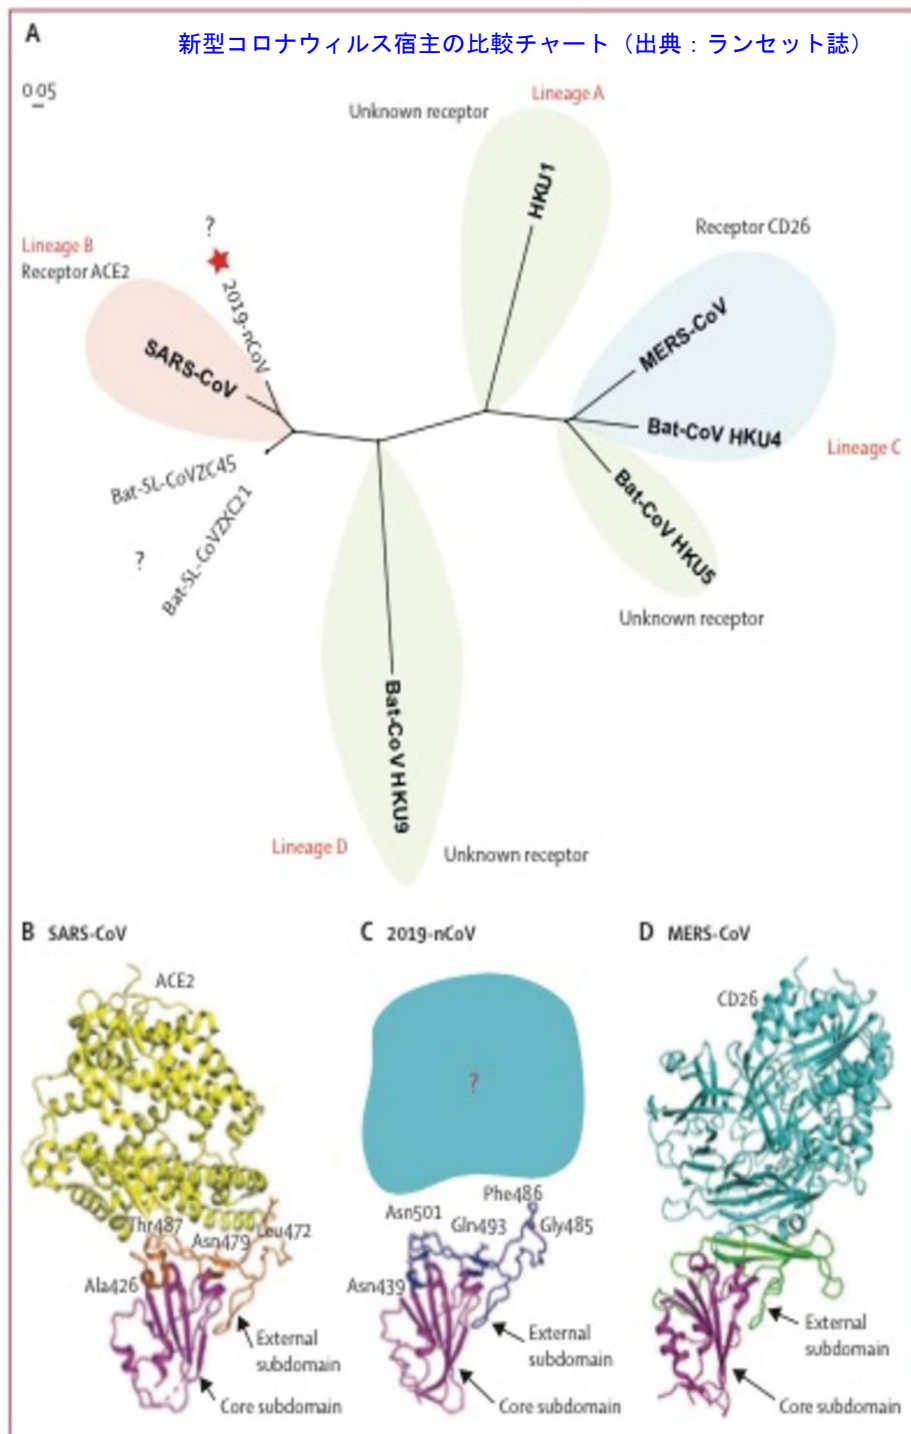 A
新型コロナウィルス宿主の比較チャート（出典：ランセット誌）
0·05
Lineage A
Unknown receptor
HKU1
Receptor CD26
?
Lineage B
Receptor ACE2
2019-nCoV
SARS-CoV
MERS-CoV
Bat-CoV HKU4
Lineage C
Bat-SL-CoVZC45
Bat-SL-CoVZXC21
?
Bat-CoV HKU5
Unknown receptor
Bat-CoV HKU9
Lineage D
Unknown receptor
B SARS-CoV
ACE2
Thr487
Asn479
Leu472
Ala426
External
subdomain
Core subdomain
C 2019-nCoV
?
Phe486
Asn501
Gln493
Gly485
Asn439
External
subdomain
Core subdomain
D MERS-CoV
CD26
External
subdomain
Core subdomain